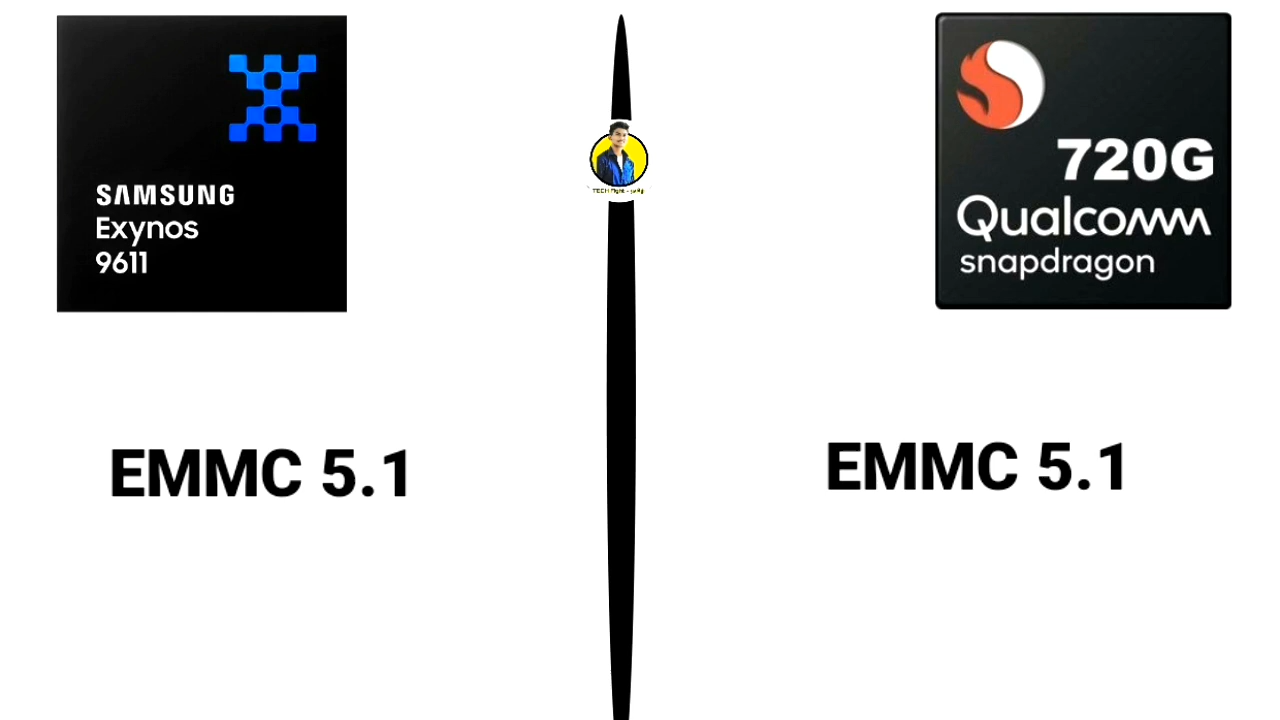 SAMSUNG
Exynos
9611
720G
Qualcomm
snapdragon
EMMC 5.1
EMMC 5.1